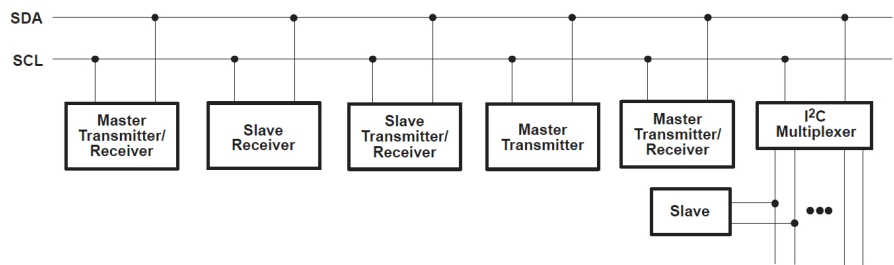 SDA
SCL
Master
Transmitter/
Receiver
Slave
Receiver
Slave
Transmitter/
Receiver
Master
Transmitter
Master
Transmitter/
Receiver
I²C
Multiplexer
Slave